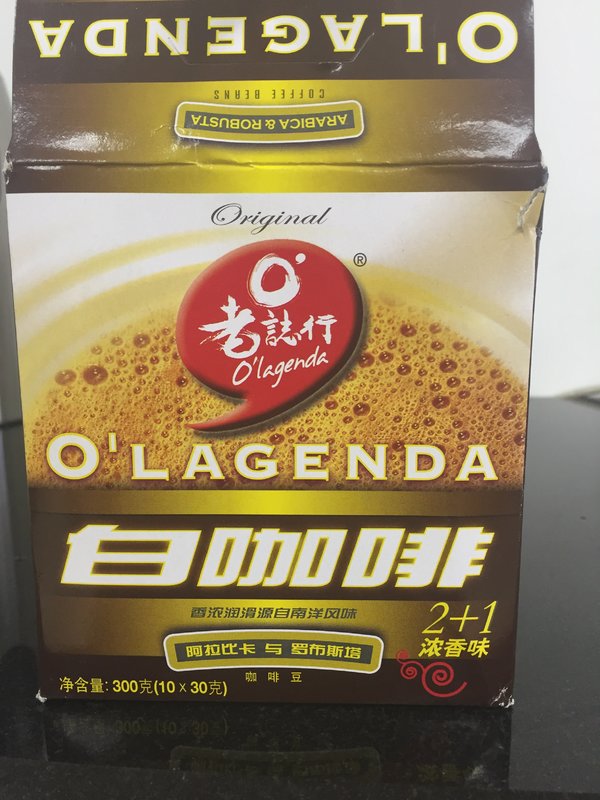 O'LAGENDA
COFFEE BEANS
ARABICA & ROBUSTA
Original
O'
®
老誌行
O'lagenda
O'LAGENDA
白咖啡
香浓润滑源自南洋风味
2+1
浓香味
阿拉比卡 与 罗布斯塔
咖啡豆
净含量: 300克(10 x 30克)